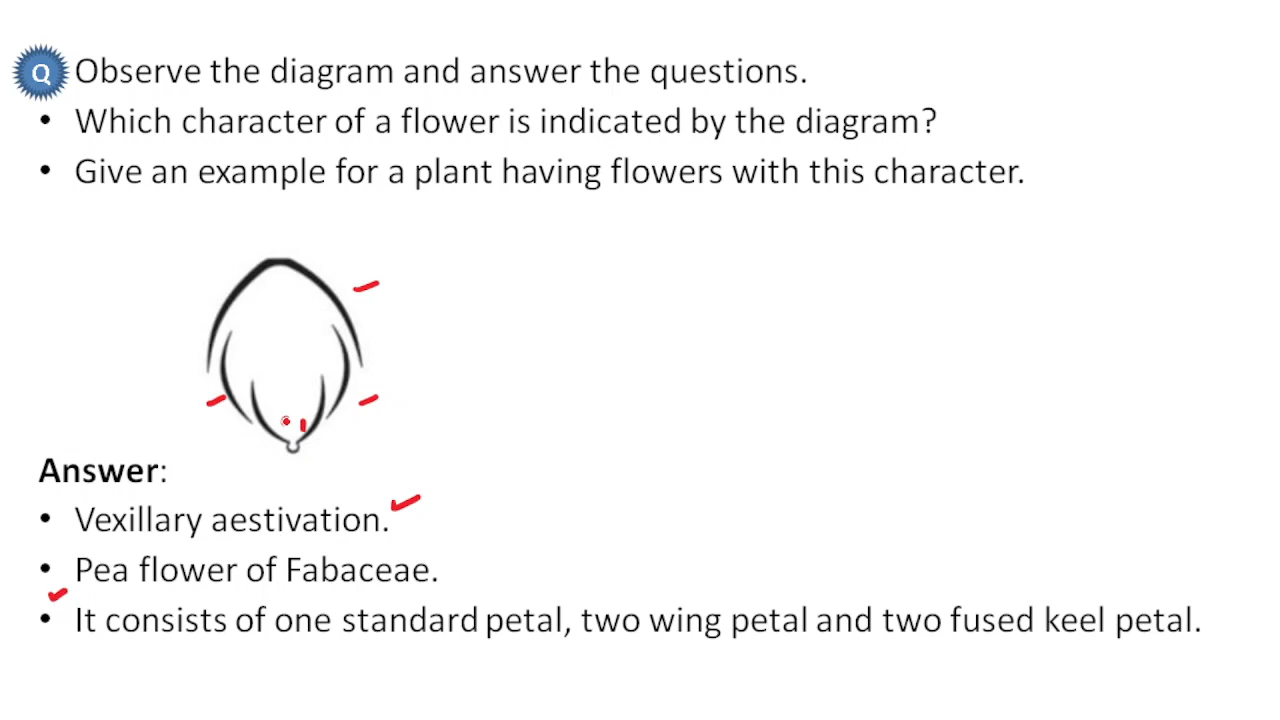 Q Observe the diagram and answer the questions.
• Which character of a flower is indicated by the diagram?
• Give an example for a plant having flowers with this character.
Answer:
• Vexillary aestivation.
• Pea flower of Fabaceae.
• It consists of one standard petal, two wing petal and two fused keel petal.